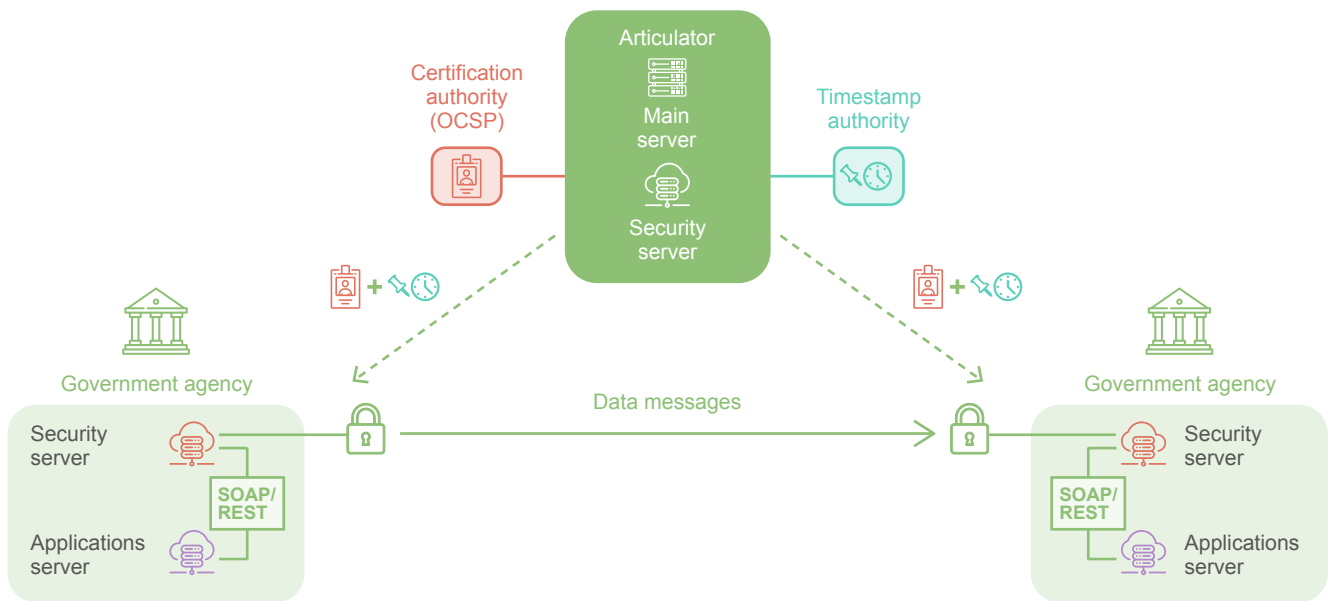 Articulator
Main
server
Security
server
Certification
authority
(OCSP)
Timestamp
authority
Government agency
Security
server
SOAP/
REST
Applications
server
Data messages
Government agency
Security
server
SOAP/
REST
Applications
server